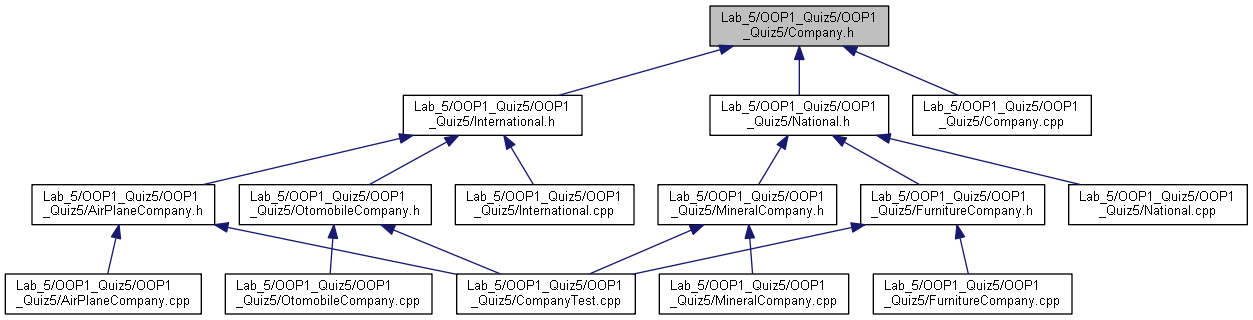 Lab_5/OOP1_Quiz5/OOP1
_Quiz5/Company.h
Lab_5/OOP1_Quiz5/OOP1
_Quiz5/International.h
Lab_5/OOP1_Quiz5/OOP1
_Quiz5/National.h
Lab_5/OOP1_Quiz5/OOP1
_Quiz5/Company.cpp
Lab_5/OOP1_Quiz5/OOP1
_Quiz5/AirPlaneCompany.h
Lab_5/OOP1_Quiz5/OOP1
_Quiz5/OtomobileCompany.h
Lab_5/OOP1_Quiz5/OOP1
_Quiz5/International.cpp
Lab_5/OOP1_Quiz5/OOP1
_Quiz5/MineralCompany.h
Lab_5/OOP1_Quiz5/OOP1
_Quiz5/FurnitureCompany.h
Lab_5/OOP1_Quiz5/OOP1
_Quiz5/National.cpp
Lab_5/OOP1_Quiz5/OOP1
_Quiz5/AirPlaneCompany.cpp
Lab_5/OOP1_Quiz5/OOP1
_Quiz5/OtomobileCompany.cpp
Lab_5/OOP1_Quiz5/OOP1
_Quiz5/CompanyTest.cpp
Lab_5/OOP1_Quiz5/OOP1
_Quiz5/MineralCompany.cpp
Lab_5/OOP1_Quiz5/OOP1
_Quiz5/FurnitureCompany.cpp